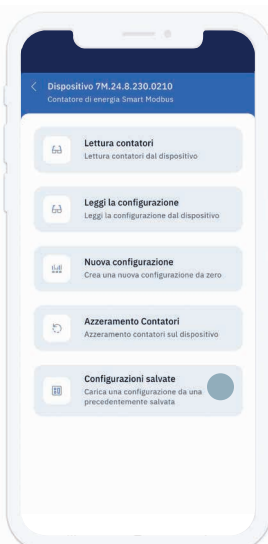 Dispositivo 7M.24.8.230.0210
Contatore di energia Smart Modbus
Lettura contatori
Lettura contatori dal dispositivo
Leggi la configurazione
Leggi la configurazione dal dispositivo
Nuova configurazione
Crea una nuova configurazione da zero
Azzeramento Contatori
Azzeramento contatori sul dispositivo
Configurazioni salvate
Carica una configurazione da una
precedentemente salvata